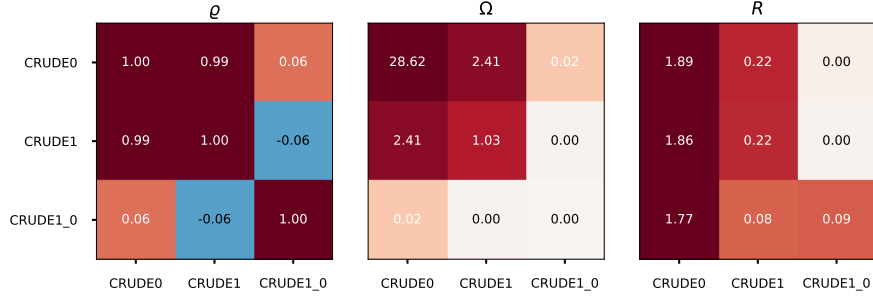 ϱ Ω R
CRUDE0 1.00 0.99 0.06 28.62 2.41 0.02 1.89 0.22 0.00
CRUDE1 0.99 1.00 -0.06 2.41 1.03 0.00 1.86 0.22 0.00
CRUDE1_0 0.06 -0.06 1.00 0.02 0.00 0.00 1.77 0.08 0.09
CRUDE0 CRUDE1 CRUDE1_0 CRUDE0 CRUDE1 CRUDE1_0 CRUDE0 CRUDE1 CRUDE1_0